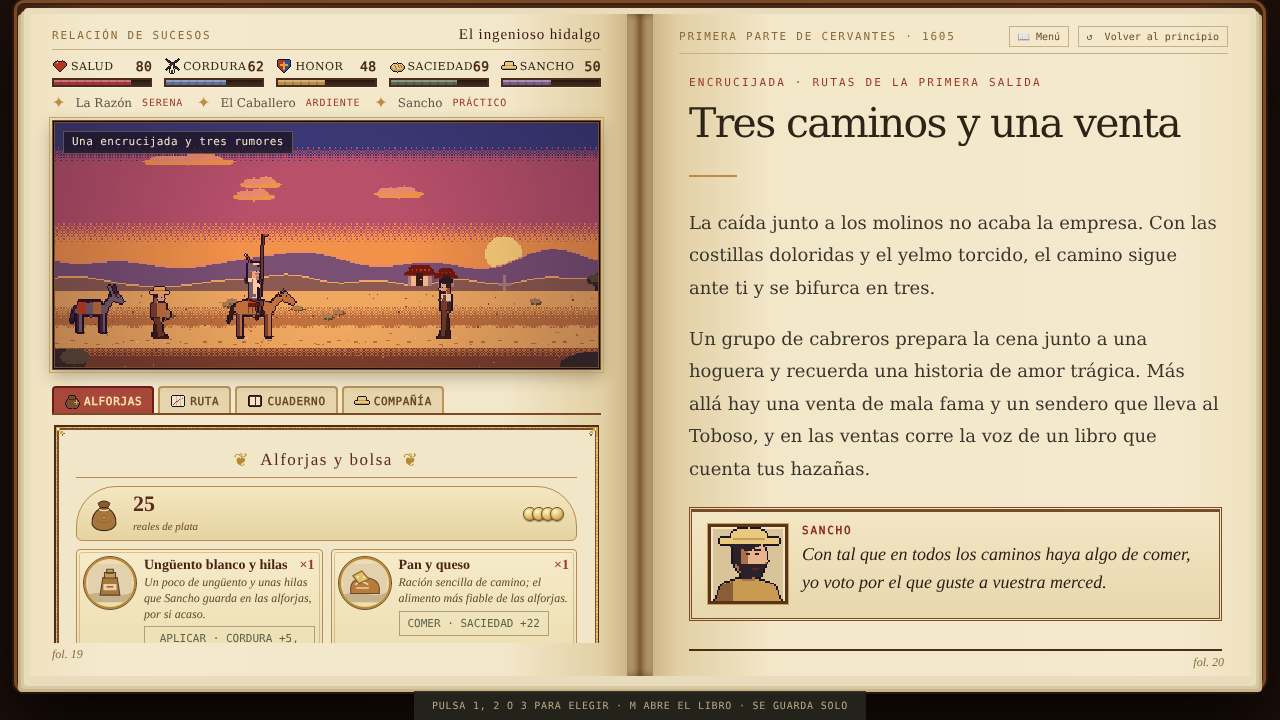 RELACIÓN DE SUCESOS
El ingenioso hidalgo
SALUD 80
CORDURA 62
HONOR 48
SACIEDAD 69
SANCHO 50
La Razón SERENA
El Caballero ARDIENTE
Sancho PRÁCTICO
Una encrucijada y tres rumores
ALFORJAS
RUTA
CUADERNO
COMPAÑÍA
Alforjas y bolsa
25
reales de plata
Ungüento blanco y hilas ×1
Un poco de ungüento y unas hilas
que Sancho guarda en las alforjas,
por si acaso.
APLICAR · CORDURA +5,
Pan y queso ×1
Ración sencilla de camino; el
alimento más fiable de las alforjas.
COMER · SACIEDAD +22
fol. 19
PRIMERA PARTE DE CERVANTES · 1605
Menú
↺ Volver al principio
ENCRUCIJADA · RUTAS DE LA PRIMERA SALIDA
Tres caminos y una venta
La caída junto a los molinos no acaba la empresa. Con las
costillas doloridas y el yelmo torcido, el camino sigue
ante ti y se bifurca en tres.
Un grupo de cabreros prepara la cena junto a una
hoguera y recuerda una historia de amor trágica. Más
allá hay una venta de mala fama y un sendero que lleva al
Toboso, y en las ventas corre la voz de un libro que
cuenta tus hazañas.
SANCHO
Con tal que en todos los caminos haya algo de comer,
yo voto por el que guste a vuestra merced.
fol. 20
PULSA 1, 2 O 3 PARA ELEGIR · M ABRE EL LIBRO · SE GUARDA SOLO